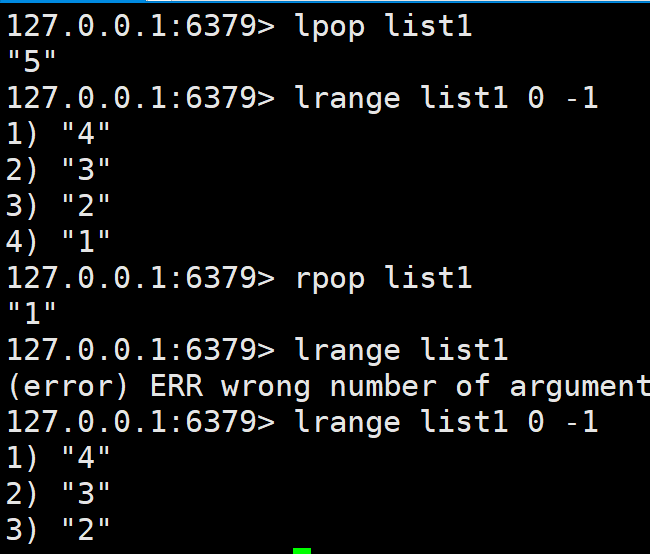 127.0.0.1:6379> lpop list1
"5"
127.0.0.1:6379> lrange list1 0 -1
1) "4"
2) "3"
3) "2"
4) "1"
127.0.0.1:6379> rpop list1
"1"
127.0.0.1:6379> lrange list1
(error) ERR wrong number of argument
127.0.0.1:6379> lrange list1 0 -1
1) "4"
2) "3"
3) "2"